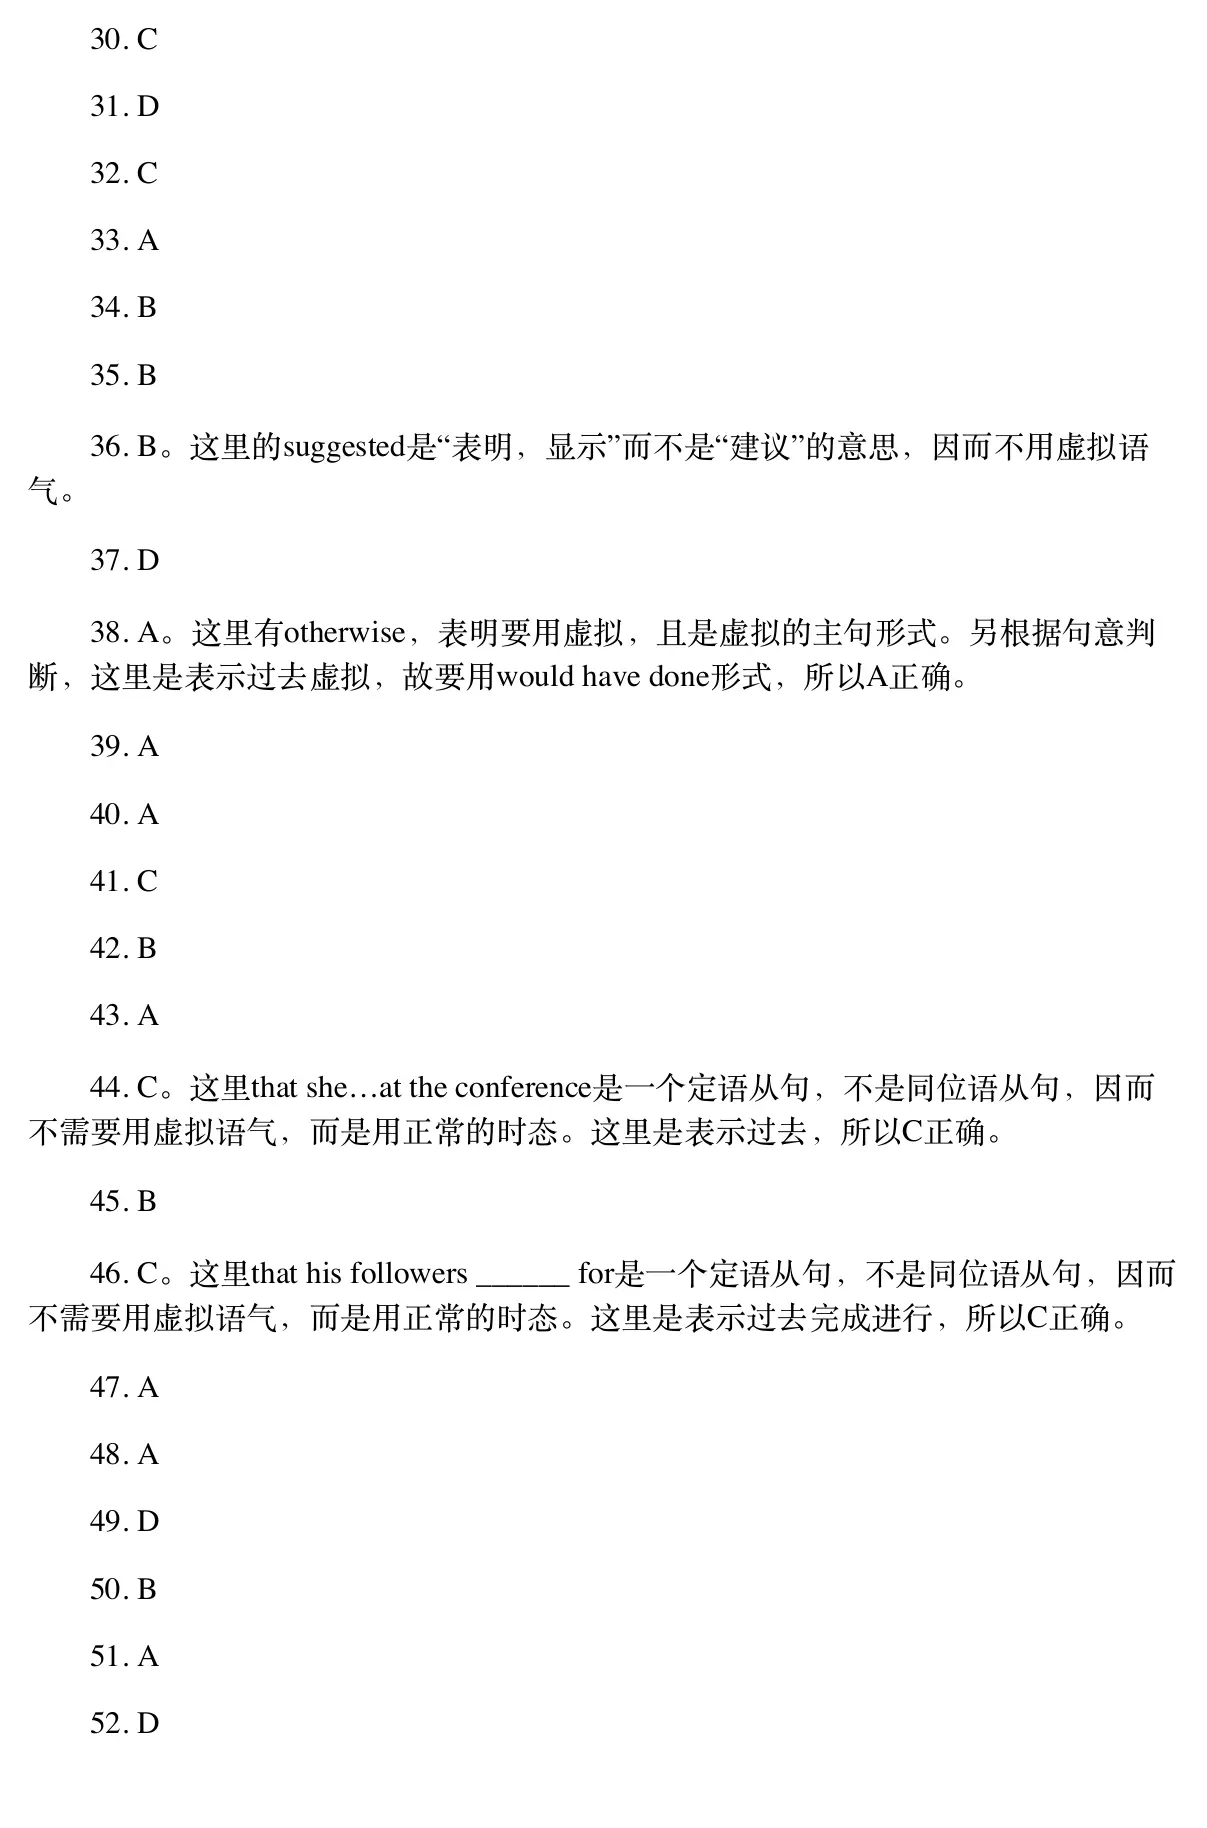 30. C
31. D
32. C
33. A
34. B
35. B
36. B。这里的suggested是“表明，显示”而不是“建议”的意思，因而不用虚拟语
气。
37. D
38. A。这里有otherwise，表明要用虚拟，且是虚拟的主句形式。另根据句意判
断，这里是表示过去虚拟，故要用would have done形式，所以A正确。
39. A
40. A
41. C
42. B
43. A
44. C。这里that she…at the conference是一个定语从句，不是同位语从句，因而
不需要用虚拟语气，而是用正常的时态。这里是表示过去，所以C正确。
45. B
46. C。这里that his followers ______ for是一个定语从句，不是同位语从句，因而
不需要用虚拟语气，而是用正常的时态。这里是表示过去完成进行，所以C正确。
47. A
48. A
49. D
50. B
51. A
52. D